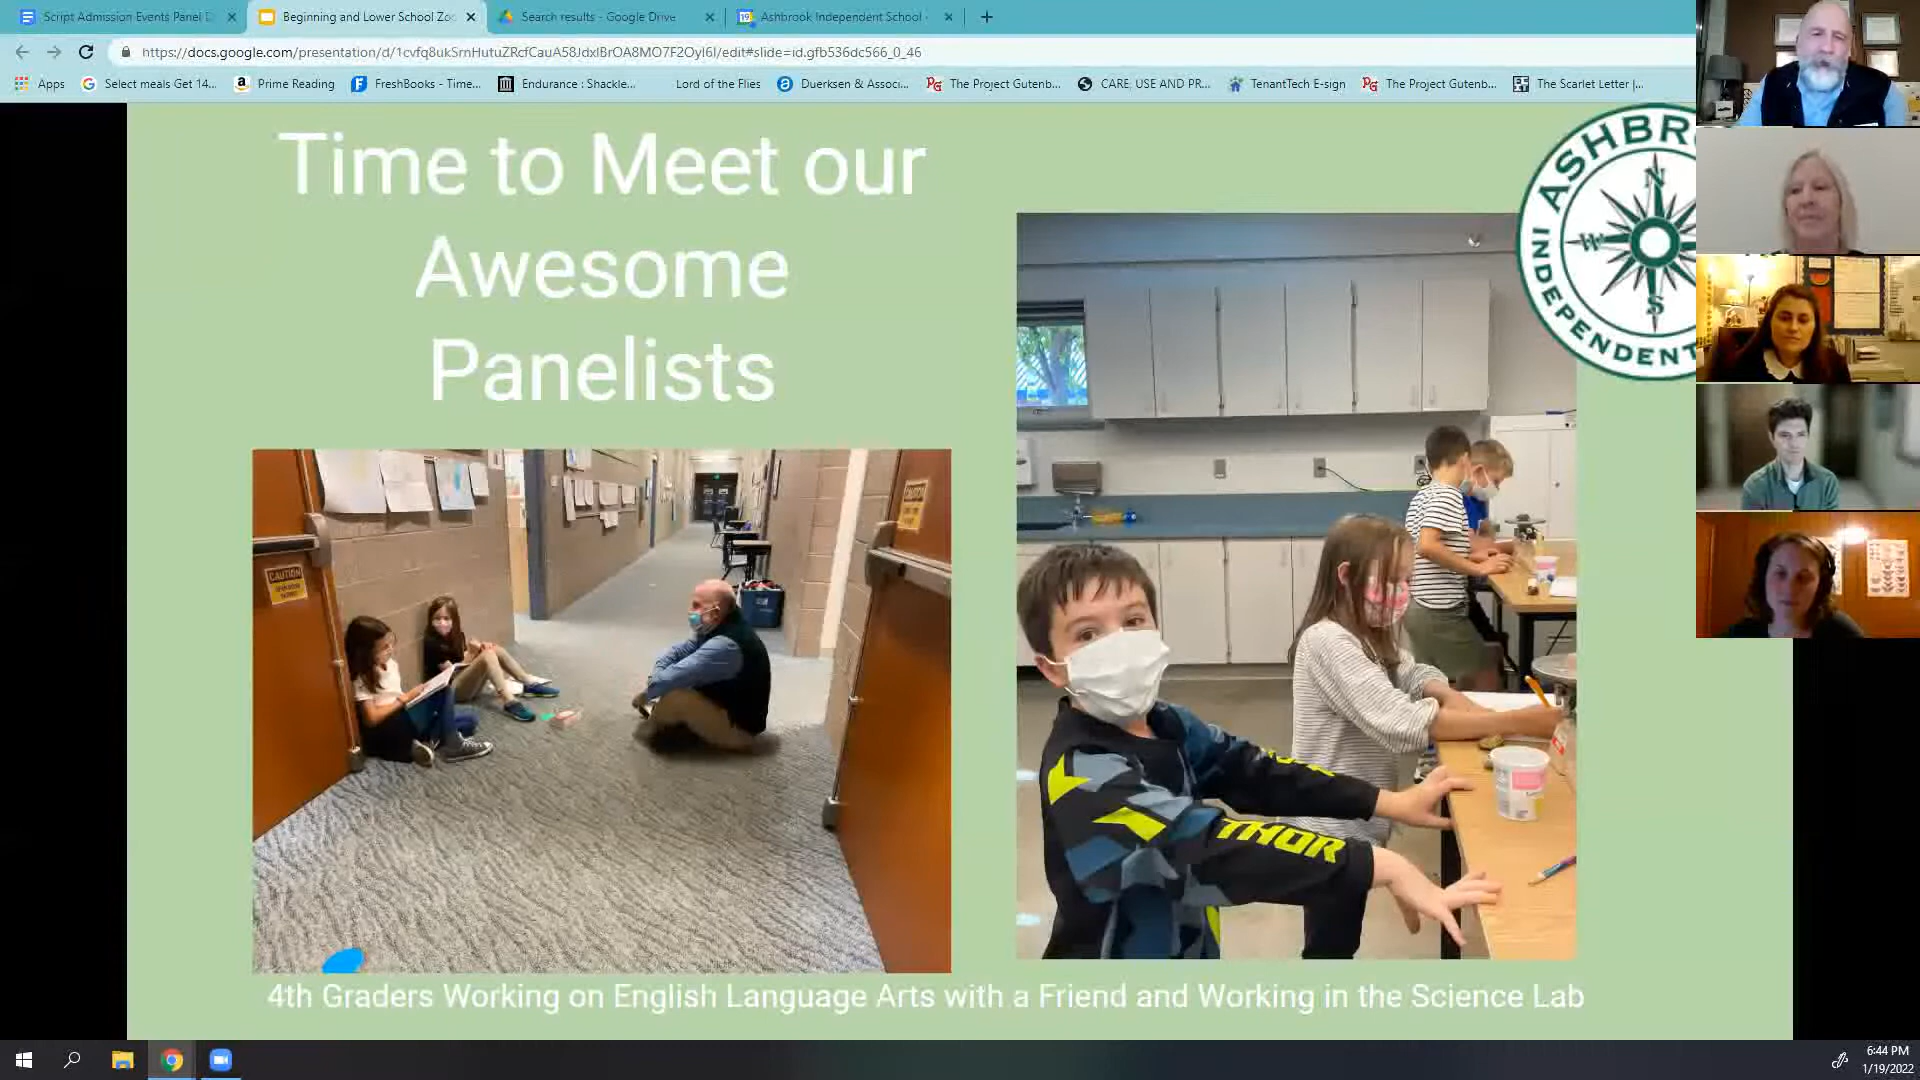 Script Admission Events Panel D
Beginning and Lower School Zo
Search results - Google Drive
Ashbrook Independent School -
https://docs.google.com/presentation/d/1cvfq8ukSrnHutuZRcfCauA58JdxlBrOA8MO7F2OyI6I/edit#slide=id.gfb536dc566_0_46
Apps
Select meals Get 14...
Prime Reading
FreshBooks - Time...
Endurance : Shackle...
Lord of the Flies
Duerksen & Associ...
The Project Gutenb...
CARE, USE AND PR...
TenantTech E-sign
The Project Gutenb...
The Scarlet Letter |...
Time to Meet our
Awesome
Panelists
ASHBR
INDEPENDENT
N
W
S
CAUTION
CAUTION
THOR
4th Graders Working on English Language Arts with a Friend and Working in the Science Lab
6:44 PM
1/19/2022